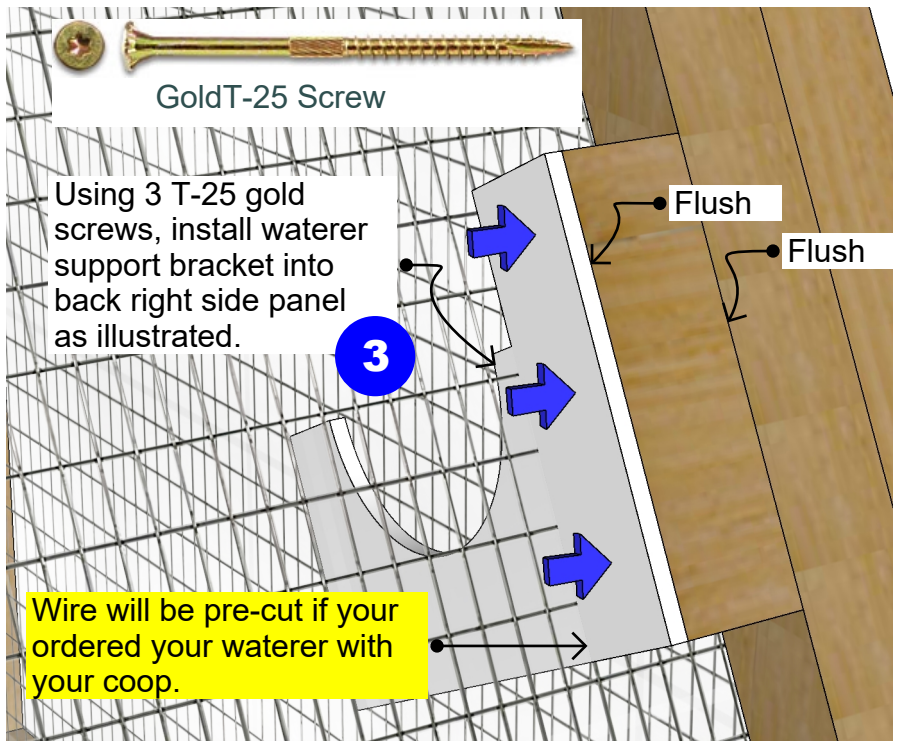 GoldT-25 Screw
Using 3 T-25 gold
screws, install waterer
support bracket into
back right side panel
as illustrated.
3
Flush
Flush
Wire will be pre-cut if your
ordered your waterer with
your coop.